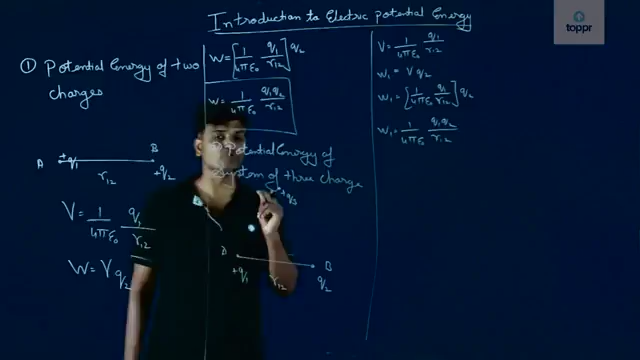 Introduction to Electric potential Energy
toppr
① Potential Energy of two
charges
A +q₁ r₁₂ B +q₂
V = 1/4πε₀ q₁/r₁₂
W = V q₂
W = [1/4πε₀ q₁/r₁₂] q₂
W = 1/4πε₀ q₁q₂/r₁₂
Potential Energy of
system of three charge
+q₃
A +q₁ r₁₂ B q₂
V = 1/4πε₀ q₁/r₁₂
W₁ = V q₂
W₁ = [1/4πε₀ q₁/r₁₂] q₂
W₁ = 1/4πε₀ q₁q₂/r₁₂